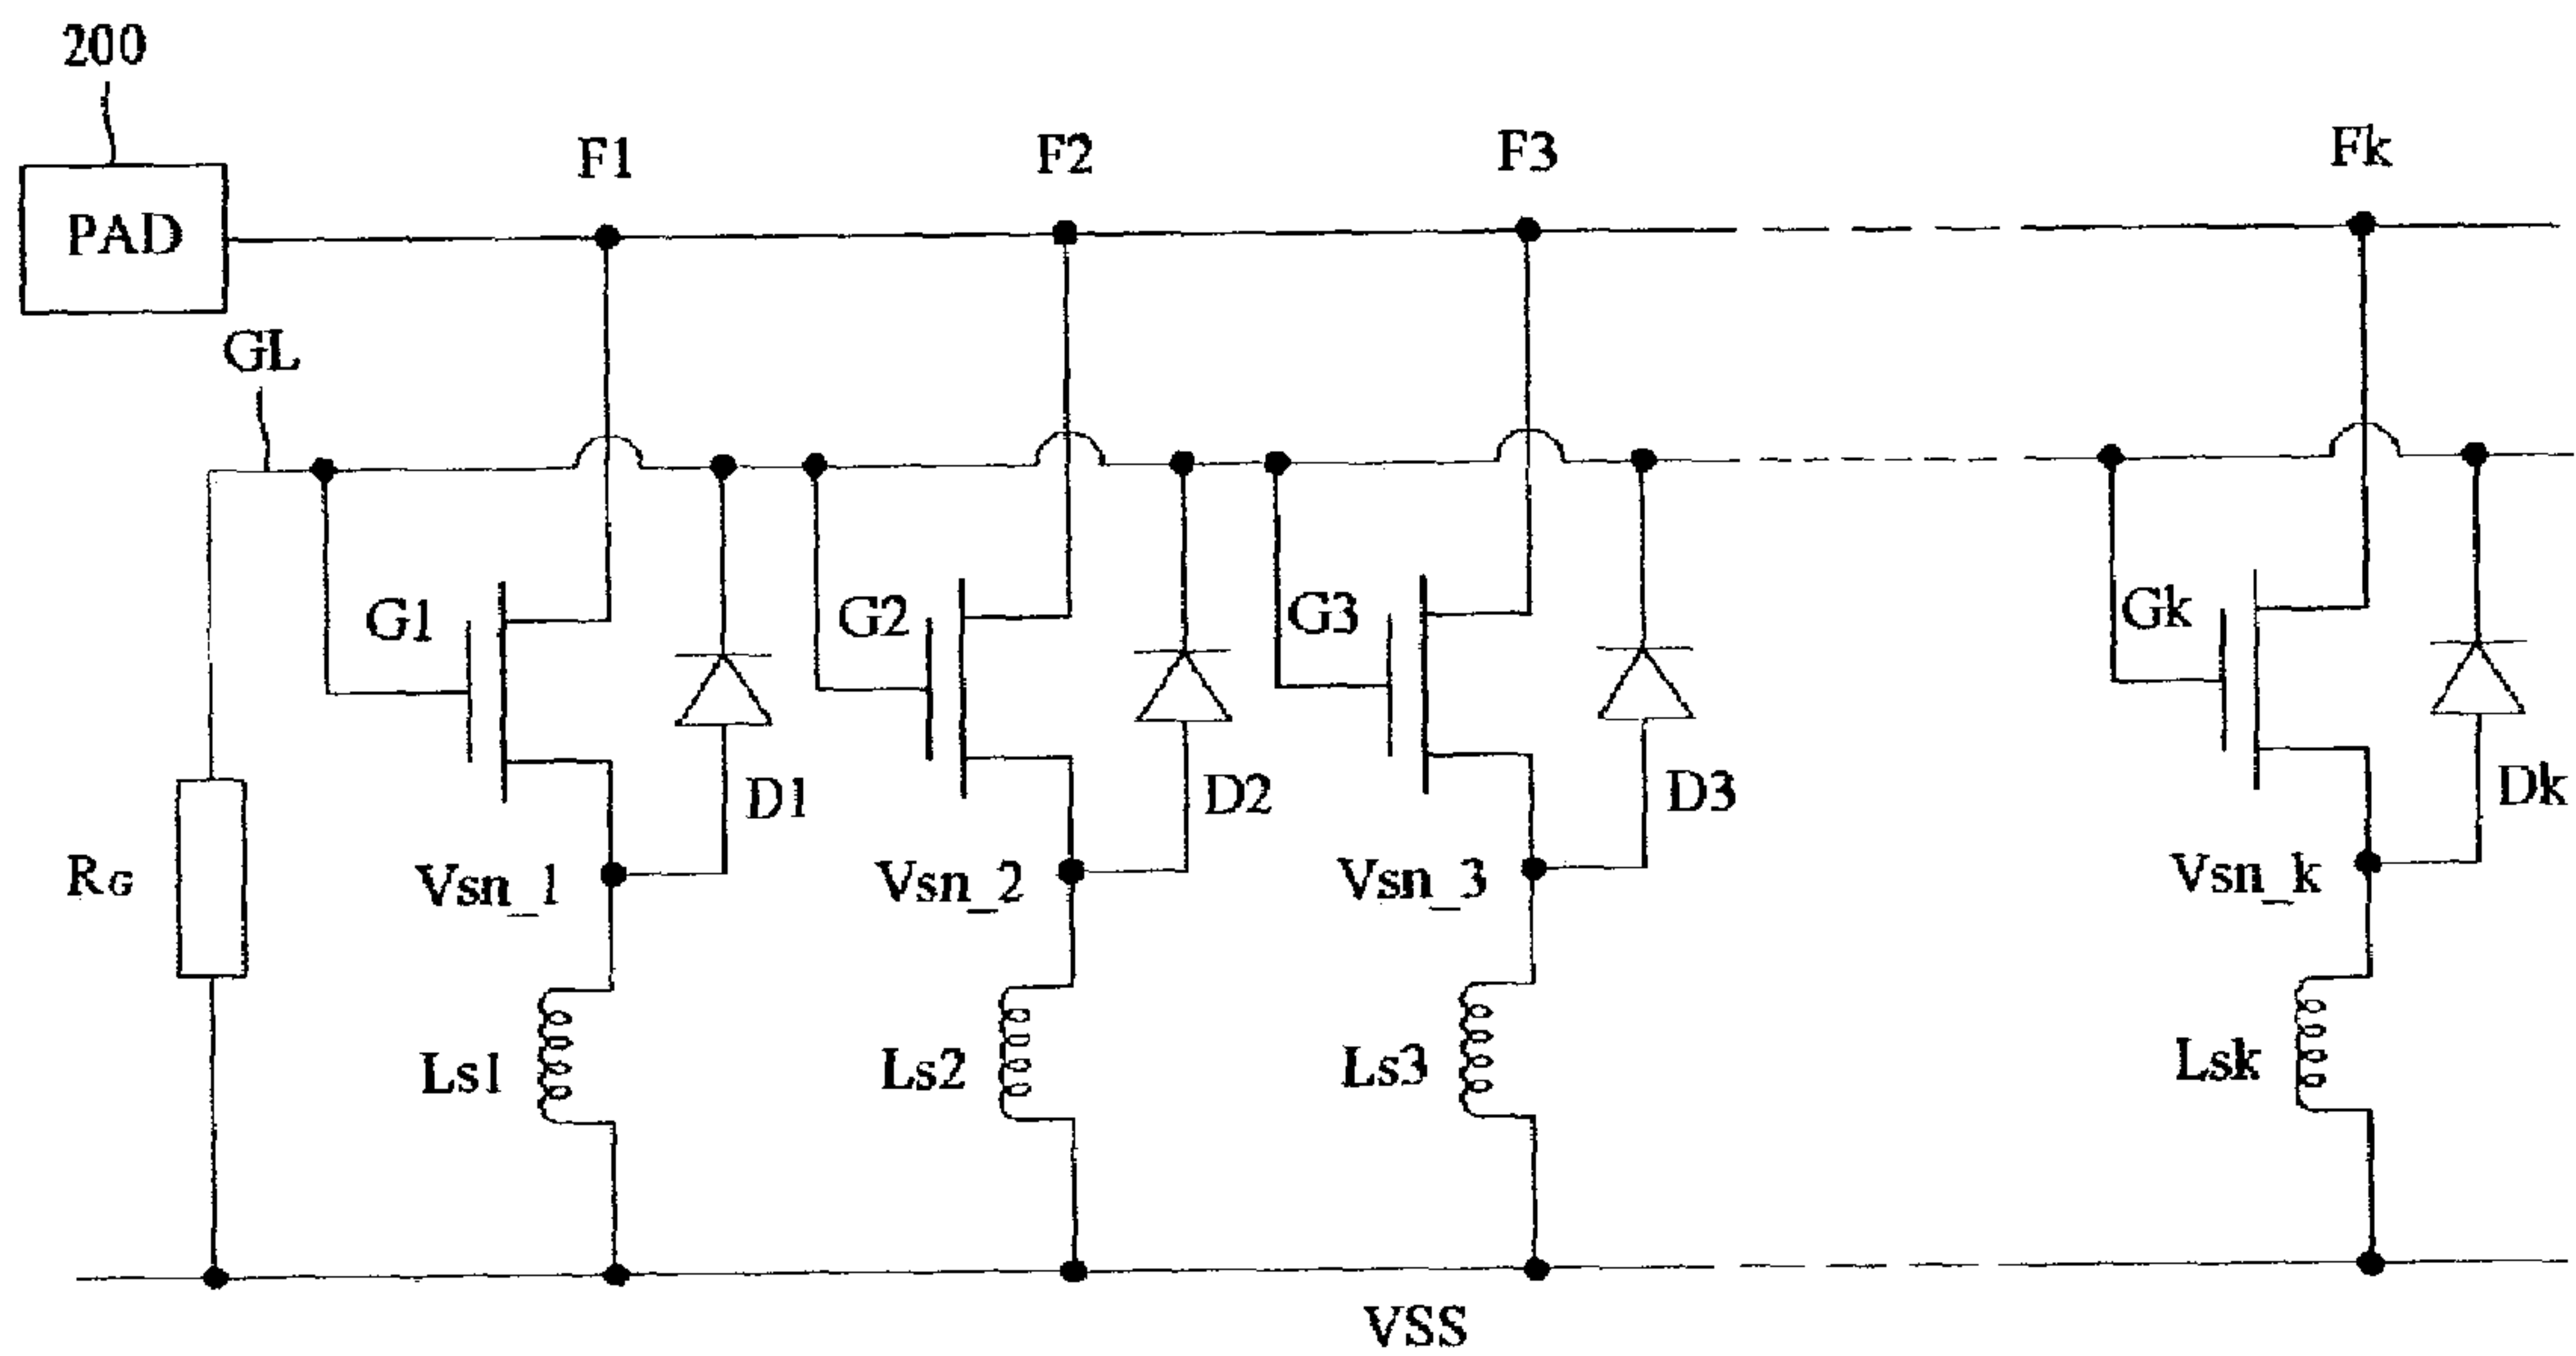 200
F1
F2
F3
Fk
PAD
GL
G1
G2
G3
Gk
D1
D2
D3
Dk
RG
Vsn_1
Vsn_2
Vsn_3
Vsn_k
Ls1
Ls2
Ls3
Lsk
VSS